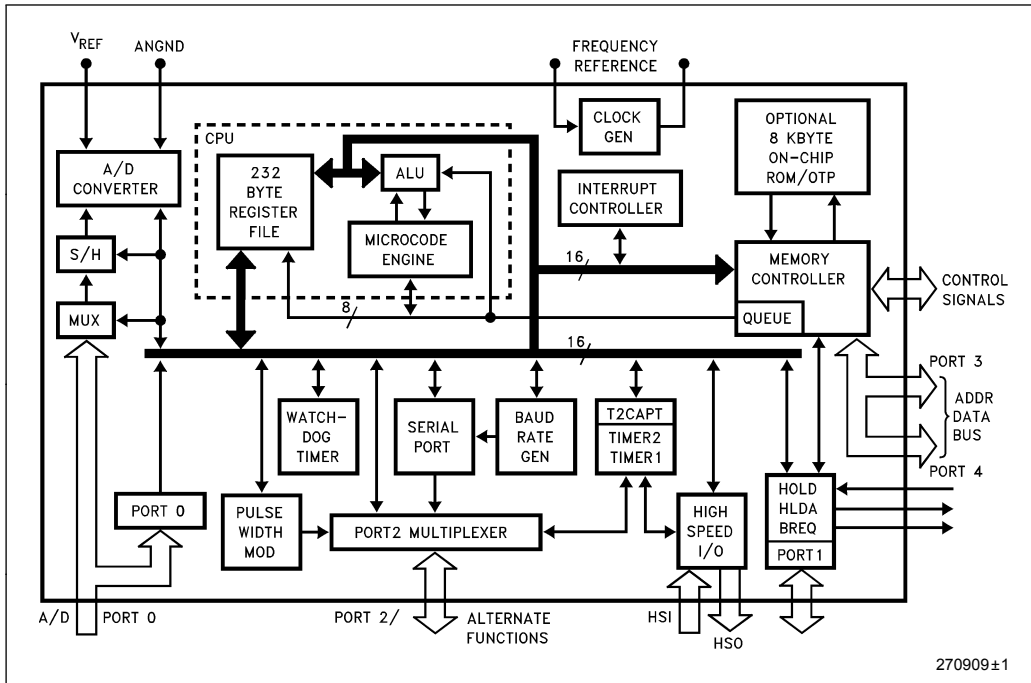 VREF
ANGND
FREQUENCY
REFERENCE
CPU
CLOCK
GEN
OPTIONAL
8 KBYTE
ON-CHIP
ROM/OTP
A/D
CONVERTER
232
BYTE
REGISTER
FILE
ALU
INTERRUPT
CONTROLLER
MICROCODE
ENGINE
S/H
MEMORY
CONTROLLER
16
CONTROL
SIGNALS
MUX
8
QUEUE
16
PORT 3
ADDR
DATA
BUS
PORT 4
WATCH-
DOG
TIMER
SERIAL
PORT
BAUD
RATE
GEN
T2CAPT
TIMER2
TIMER1
PORT 0
PULSE
WIDTH
MOD
PORT2 MULTIPLEXER
HIGH
SPEED
I/O
HOLD
HLDA
BREQ
PORT1
A/D
PORT 0
PORT 2/
ALTERNATE
FUNCTIONS
HSI
HSO
270909±1